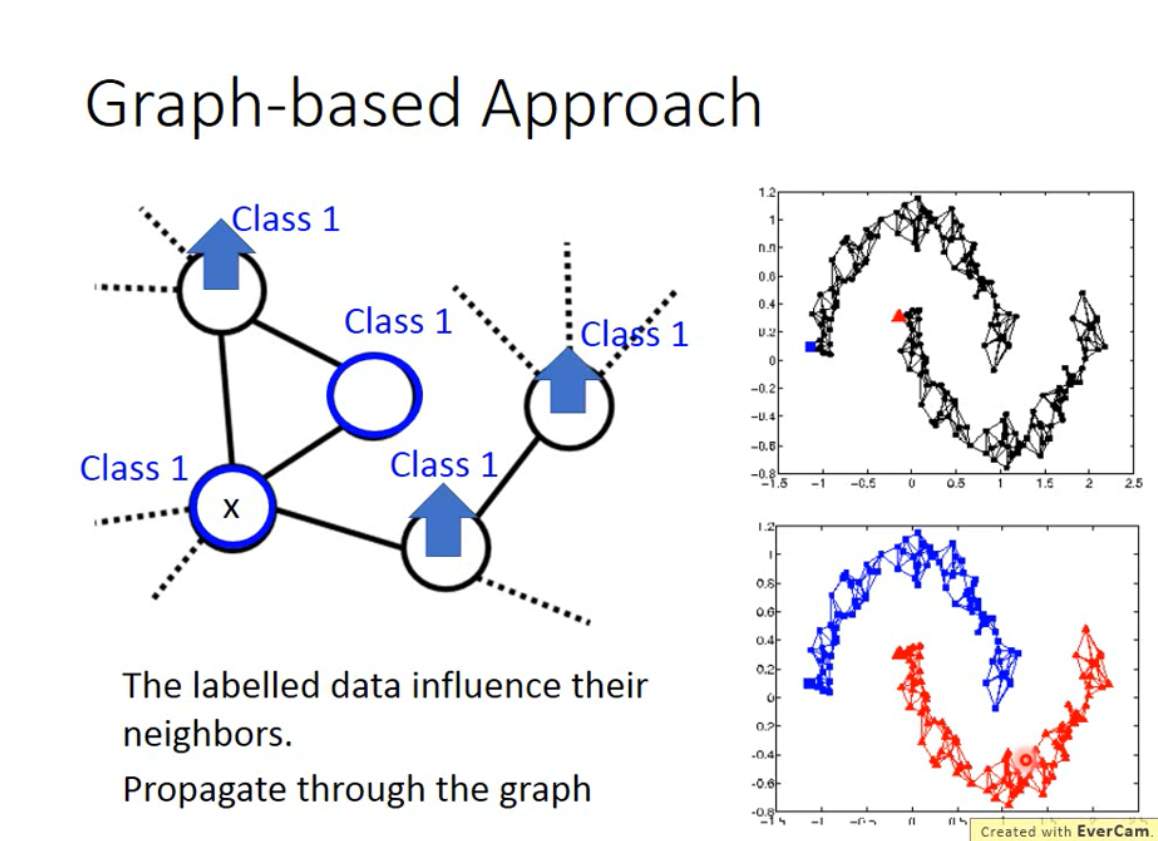 Graph-based Approach
Class 1
Class 1
Class 1
Class 1
x
Class 1
The labelled data influence their
neighbors.
Propagate through the graph
1.2
1
0.8
0.6
0.4
0.2
0
-0.2
-0.4
-0.6
-0.8
-1.5 -1 -0.5 0 0.5 1 1.5 2 2.5
1.2
1
0.8
0.6
0.4
0.2
0
0.2
-0.4
-0.6
-0.8
Created with EverCam.